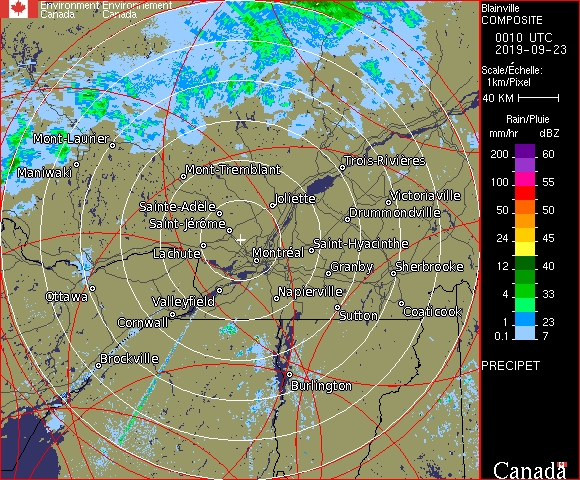 Environment Environnement
Canada Canada
Blainville
COMPOSITE
0010 UTC
2019-09-23
Scale/Échelle:
1km/Pixel
40 KM
Rain/Pluie
mm/hr dBZ
200 60
100 55
50 50
24 45
12 40
4 33
1 23
0.1 7
PRECIPET
Canada
Mont-Laurier
Maniwaki
Mont-Tremblant
Trois-Rivières
Sainte-Adèle
Joliette
Victoriaville
Drummondville
Saint-Jérôme
Saint-Hyacinthe
Lachute
Montréal
Granby
Sherbrooke
Ottawa
Valleyfield
Napierville
Cornwall
Sutton
Coaticook
Brockville
Burlington